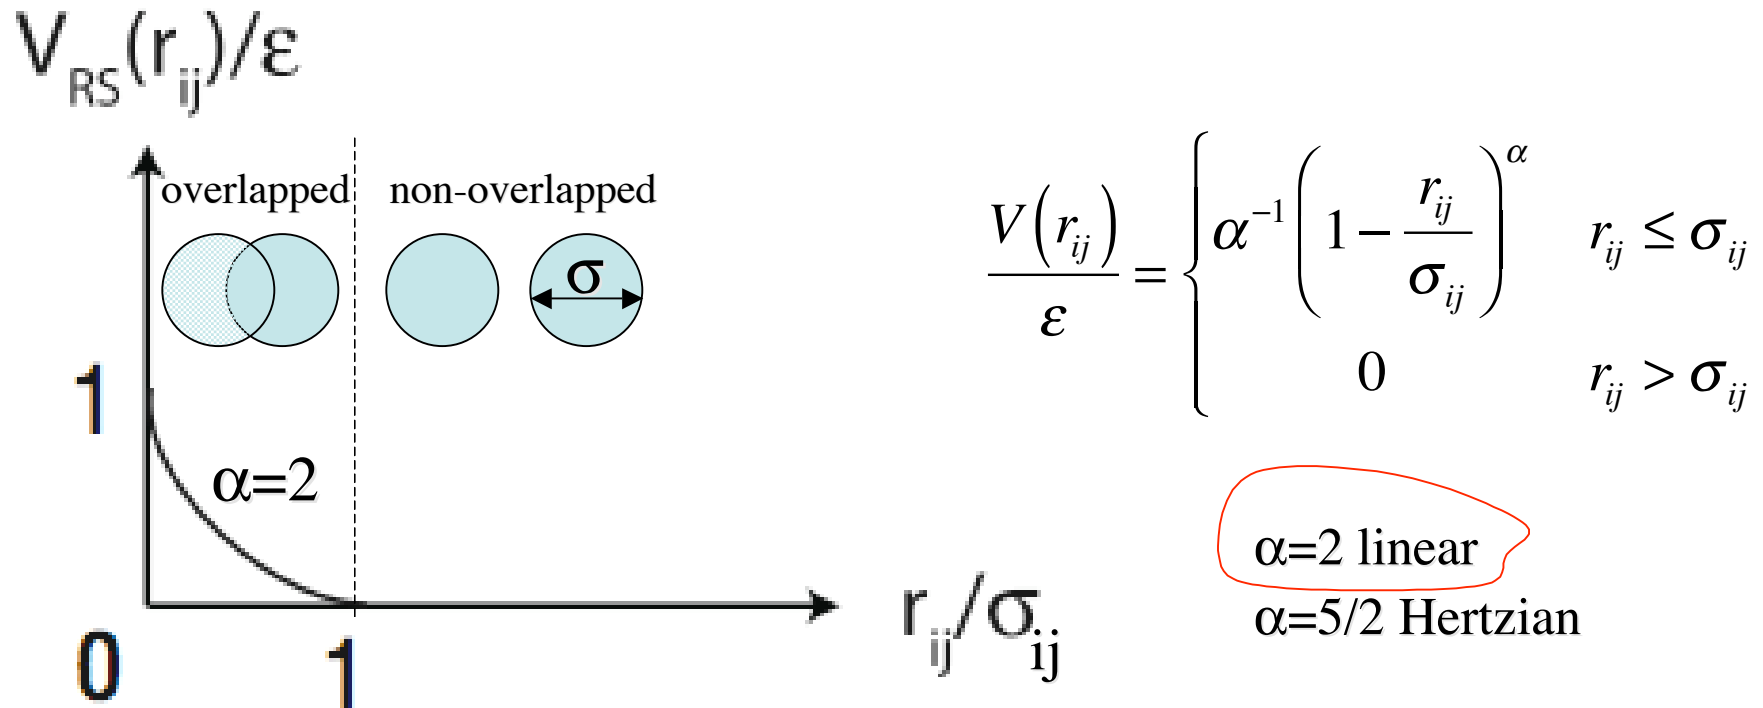 V_RS(r_ij)/ε
overlapped non-overlapped
σ
1
α=2
0
1
r_ij/σ_ij
V(r_ij)/ε = { α⁻¹ (1 − r_ij/σ_ij)^α r_ij ≤ σ_ij
0 r_ij > σ_ij
α=2 linear
α=5/2 Hertzian